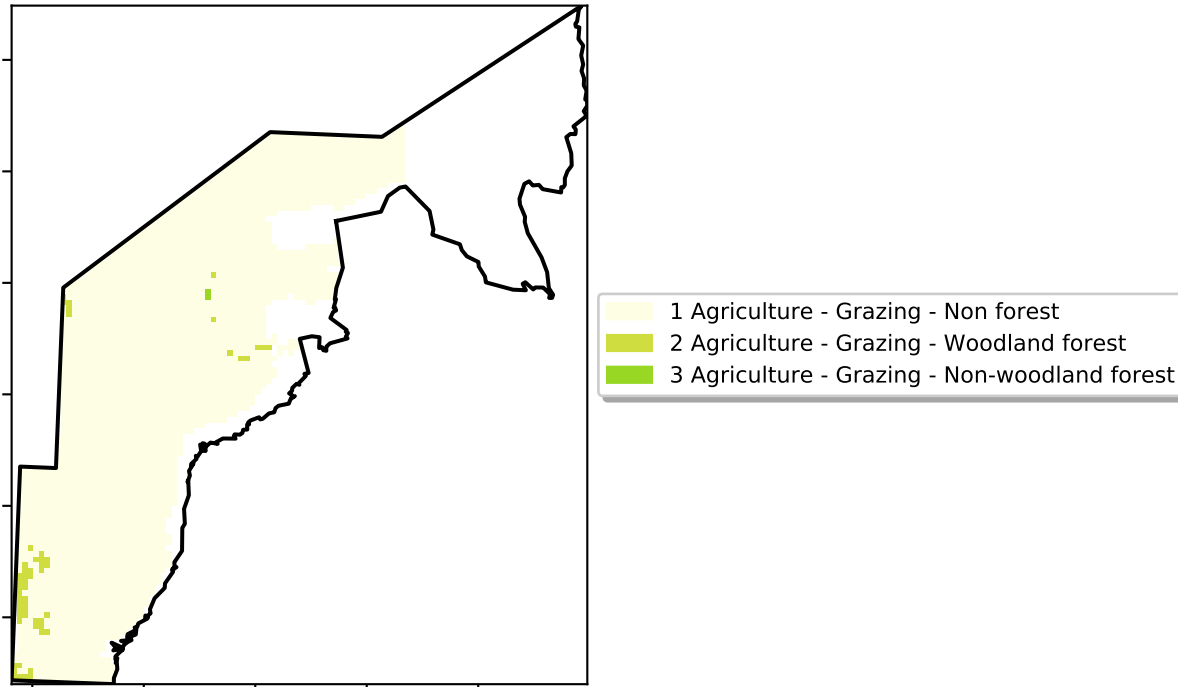 1 Agriculture - Grazing - Non forest
2 Agriculture - Grazing - Woodland forest
3 Agriculture - Grazing - Non-woodland forest